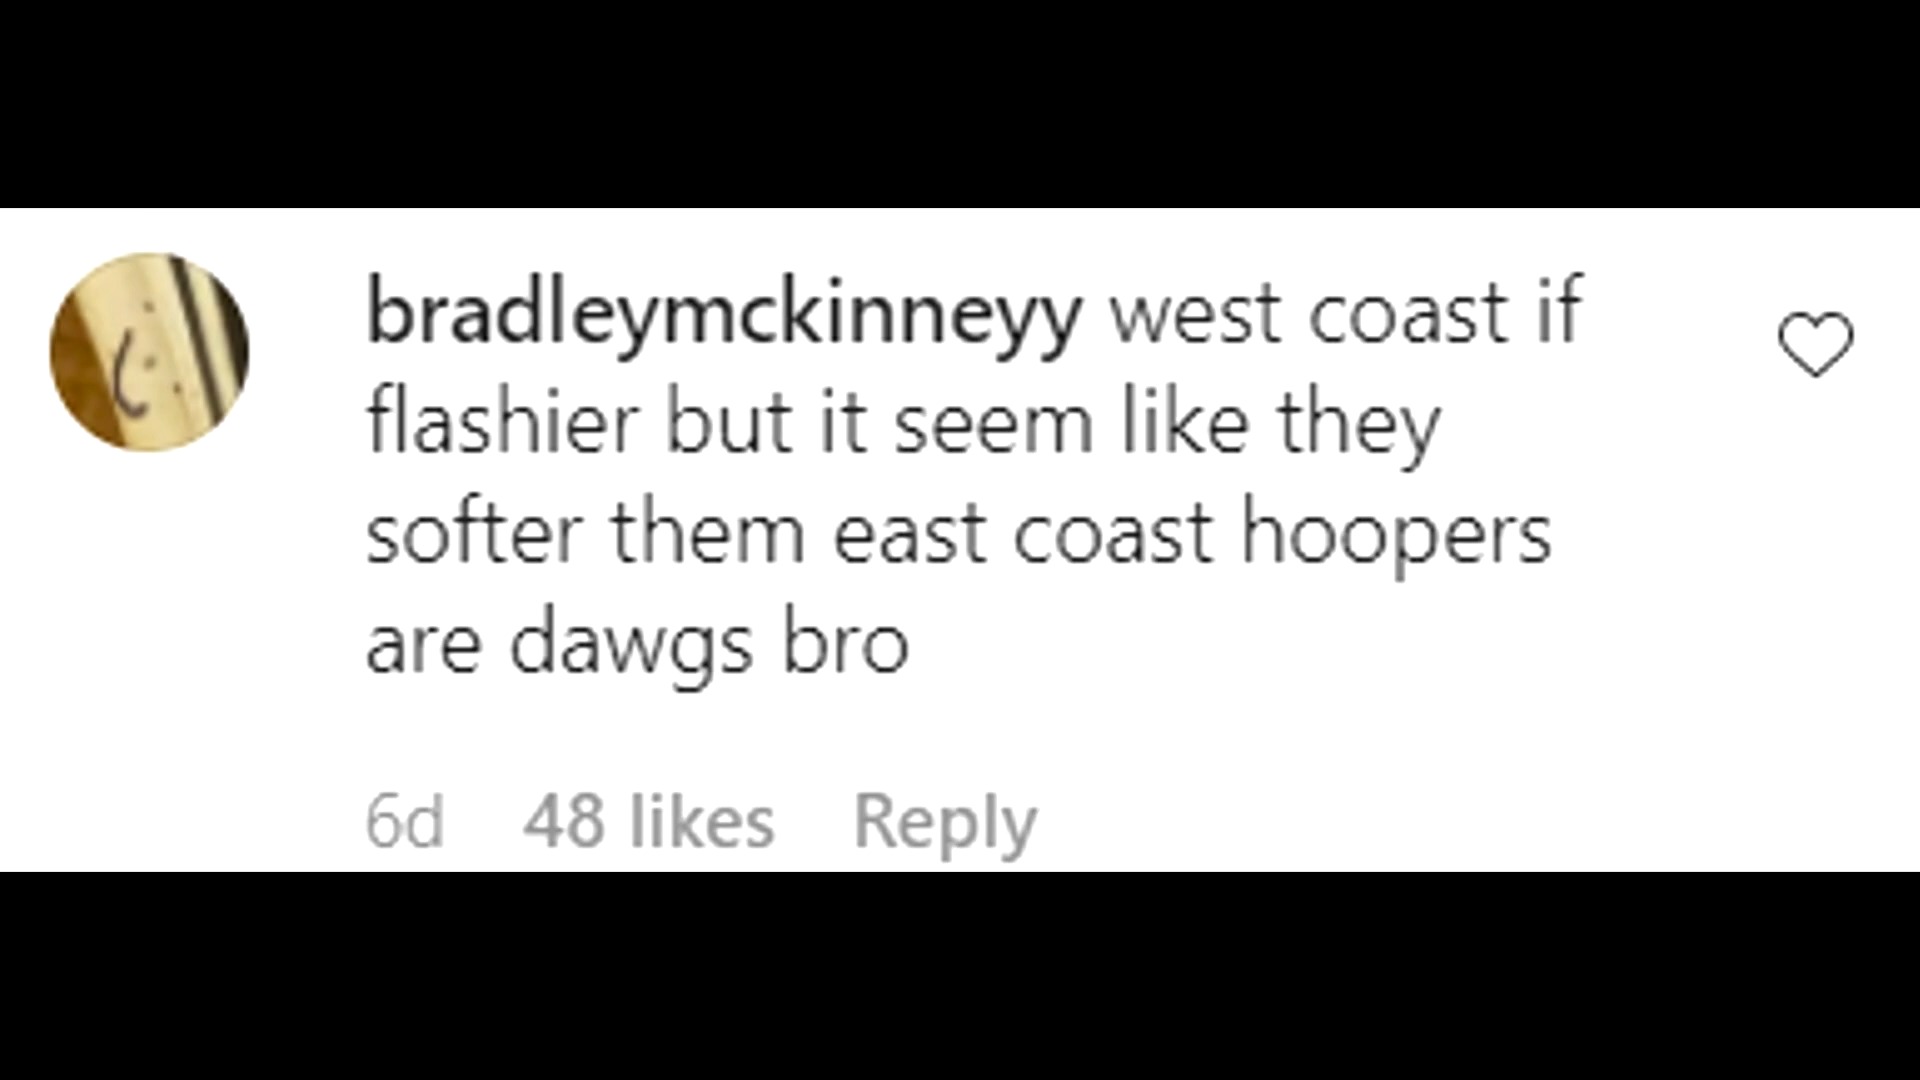 bradleymckinneyy west coast if
flashier but it seem like they
softer them east coast hoopers
are dawgs bro
6d 48 likes Reply